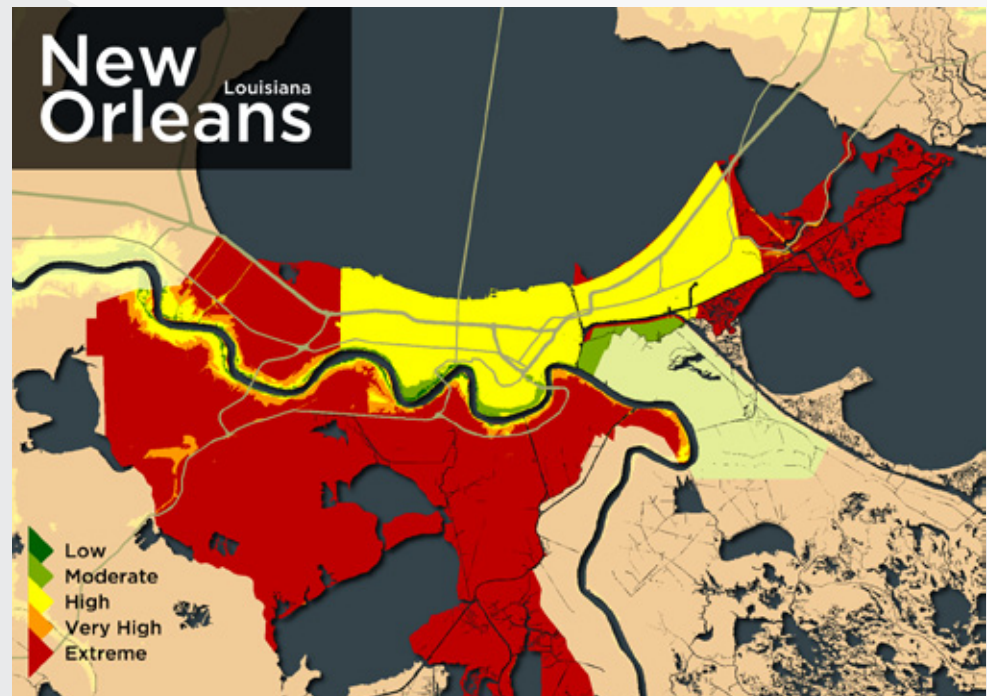 New
Louisiana
Orleans
Low
Moderate
High
Very High
Extreme